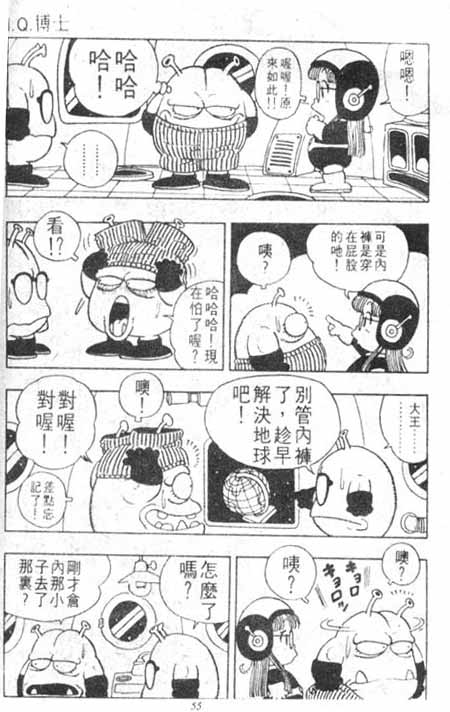 I.Q.博士
嗯嗯！
喔喔！原
來如此!!
哈哈
哈！
………
可是內
褲是穿
在屁股
的吔！
咦？
哈哈哈！現
在怕了喔？
看!?
大王………
別管內褲
了，趁早
解決地球
吧！
噢！
對喔！
對喔！
差點忘
記了！
噢？
キョロ
キョロッ
咦？
怎麼了
嗎？
剛才倉
內那小
子去了
那裏？
55